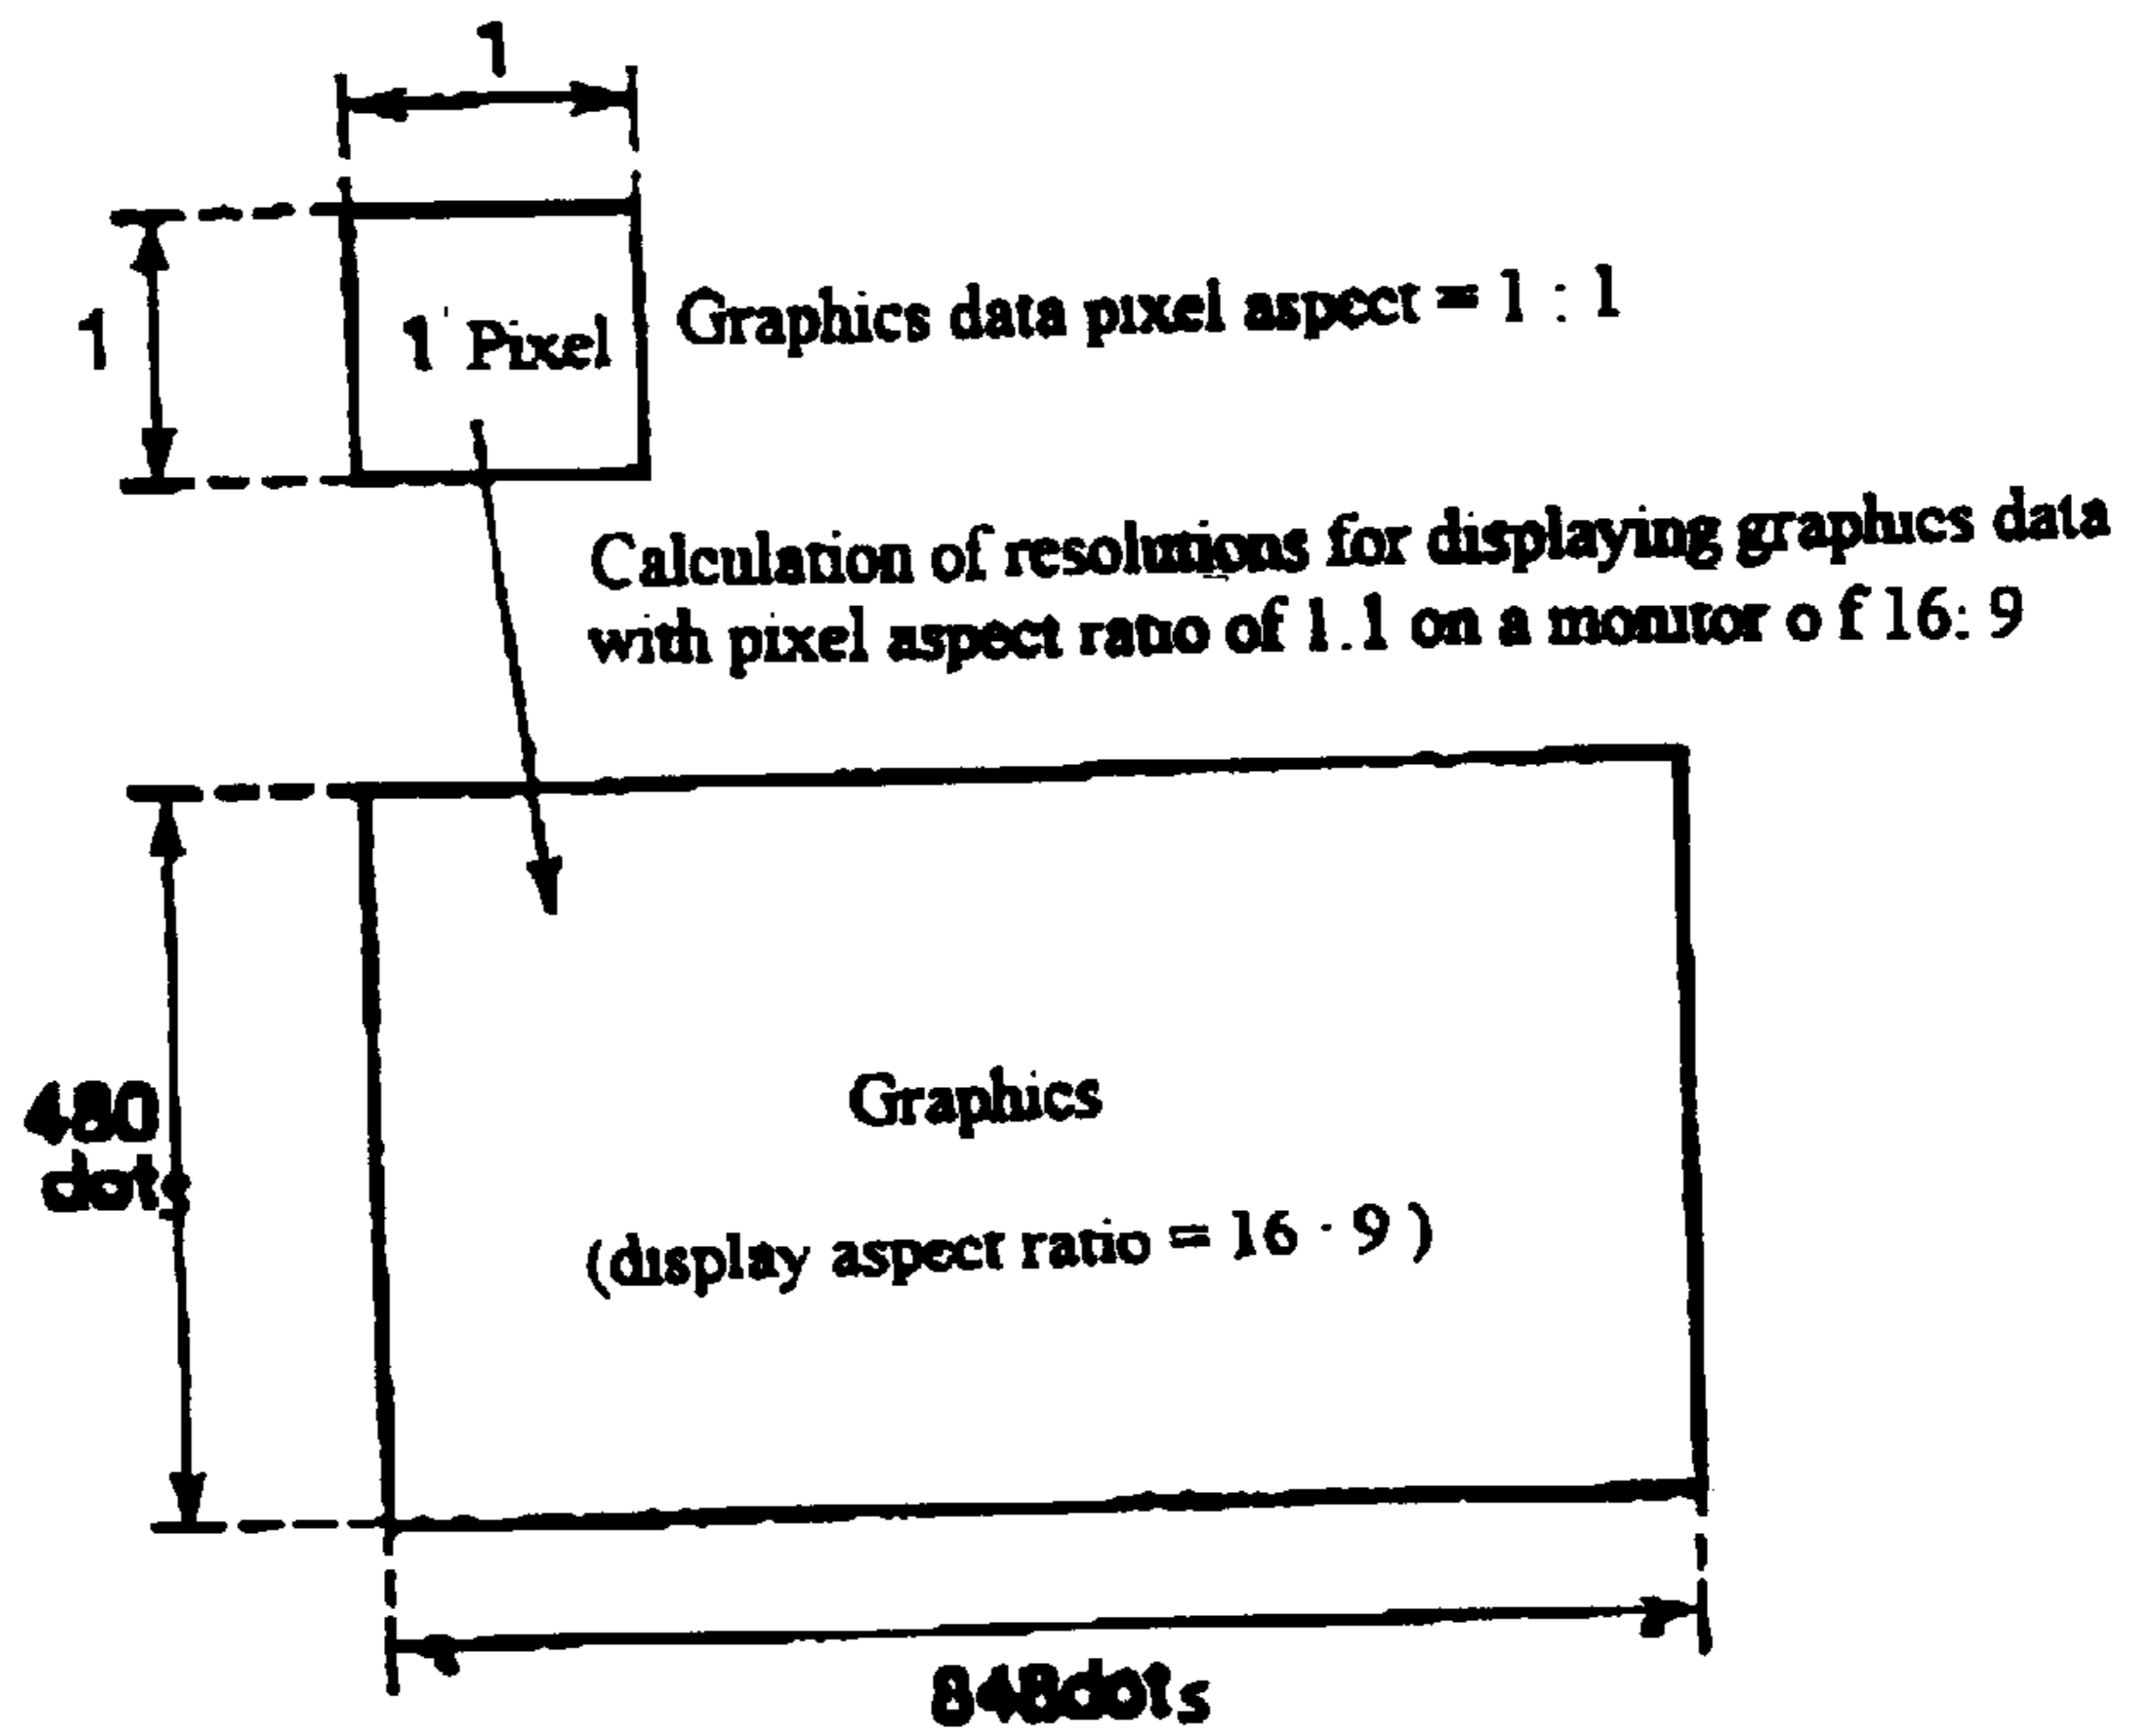 1
1
1 Pixel
Graphics data pixel aspect = 1 : 1
Calculation of resolutions for displaying graphics data
with pixel aspect ratio of 1.1 on a monitor o f 16: 9
480
dots
Graphics
(display aspect ratio = 16 · 9 )
848dots